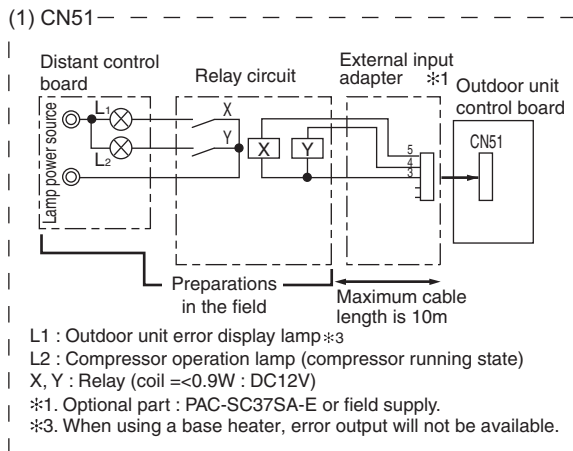 (1) CN51
Distant control
board
Relay circuit
External input
adapter ✻1
Outdoor unit
control board
Lamp power source
L1
L2
X
Y
X
Y
5
4
3
CN51
Preparations
in the field
Maximum cable
length is 10m
L1 : Outdoor unit error display lamp ✻3
L2 : Compressor operation lamp (compressor running state)
X, Y : Relay (coil =<0.9W : DC12V)
✻1. Optional part : PAC-SC37SA-E or field supply.
✻3. When using a base heater, error output will not be available.